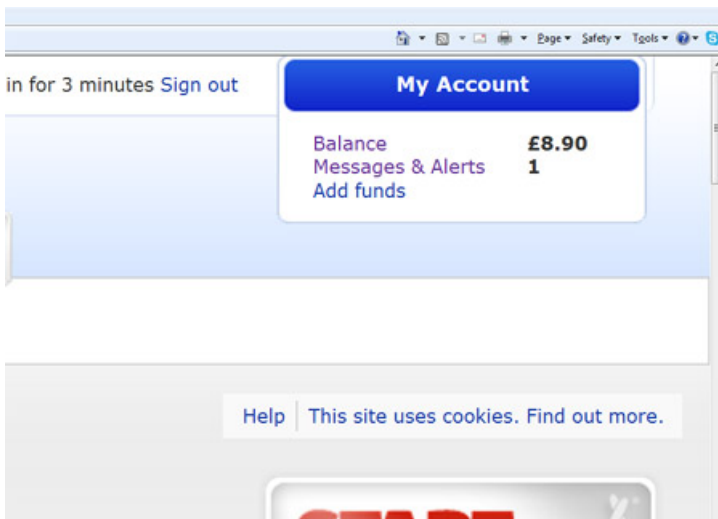 Page Safety Tools
in for 3 minutes Sign out
My Account
Balance £8.90
Messages & Alerts 1
Add funds
Help This site uses cookies. Find out more.
START